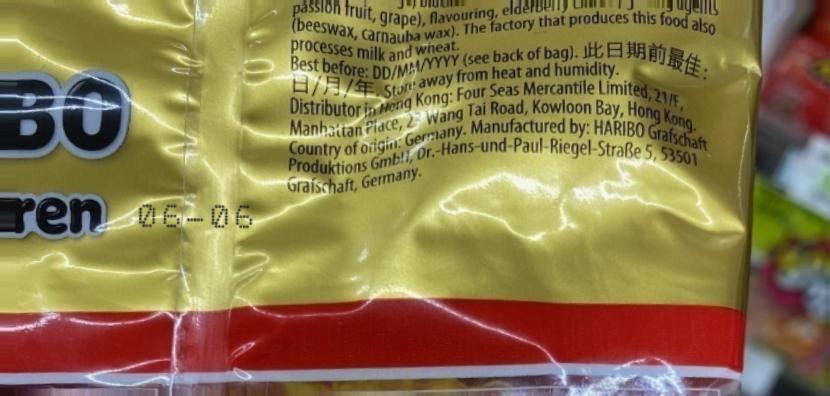 passion fruit, grape), flavouring, elderberry
(beeswax, carnauba wax). The factory that produces this food also
processes milk and wheat.
Best before: DD/MM/YYYY (see back of bag). 此日期前最佳:
日/月/年. Store away from heat and humidity.
Distributor in Hong Kong: Four Seas Mercantile Limited, 21/F,
Manhattan Place, 23 Wang Tai Road, Kowloon Bay, Hong Kong.
Country of origin: Germany. Manufactured by: HARIBO Grafschaft
Produktions GmbH, Dr.-Hans-und-Paul-Riegel-Straße 5, 53501
Grafschaft, Germany.
BO
ren
06-06